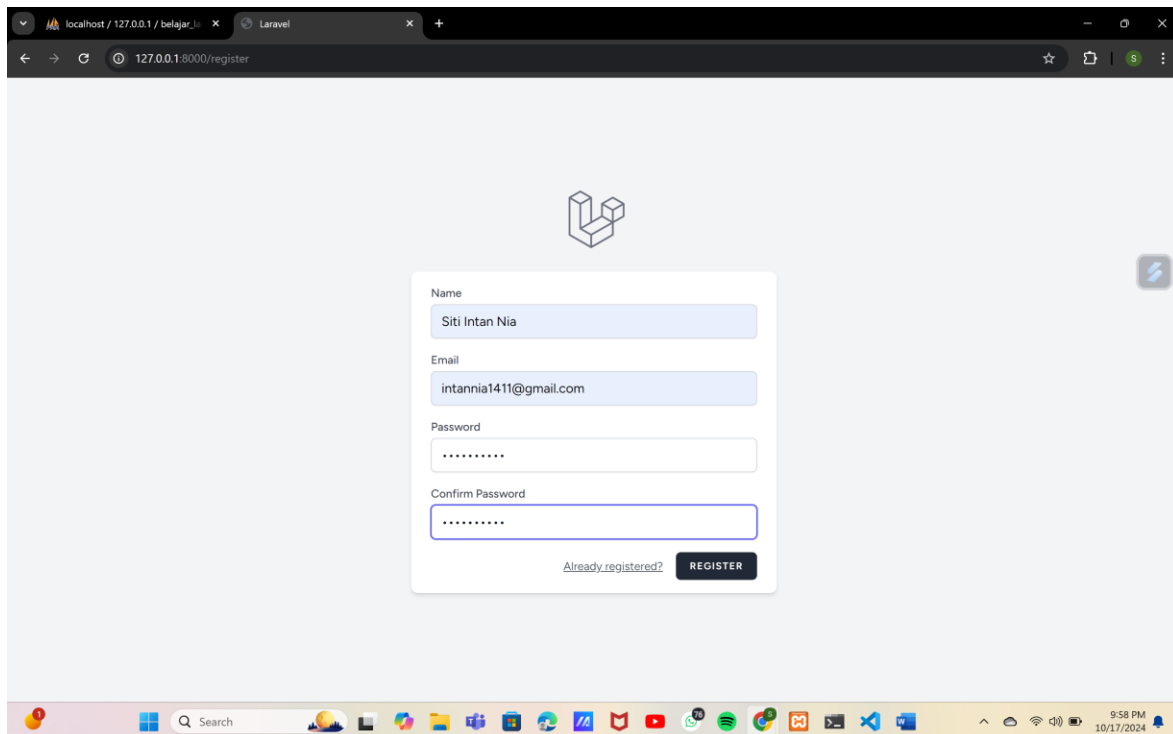 localhost / 127.0.0.1 / belajar_la
Laravel
127.0.0.1:8000/register
S
Name
Siti Intan Nia
Email
intannia1411@gmail.com
Password
Confirm Password
Already registered?
REGISTER
1
Search
76
9:58 PM
10/17/2024